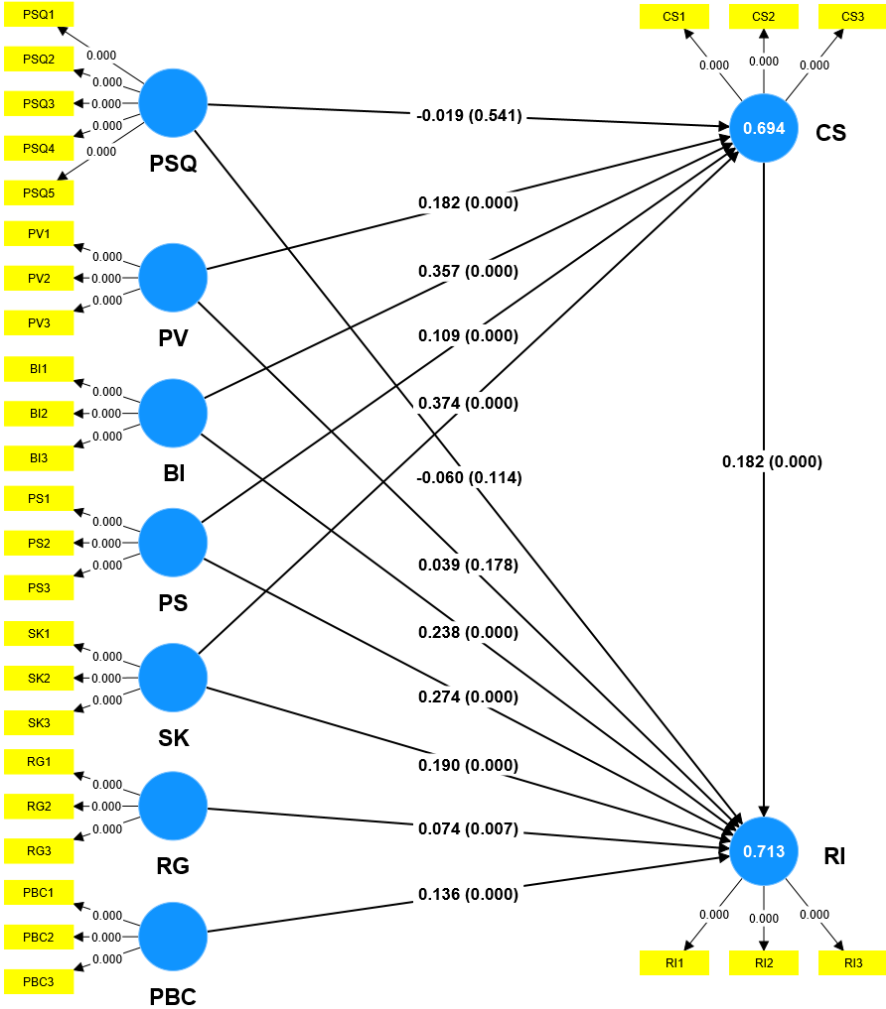 PSQ1
PSQ2
PSQ3
PSQ4
PSQ5
0.000
0.000
0.000
0.000
0.000
PSQ
PV1
PV2
PV3
0.000
0.000
0.000
PV
BI1
BI2
BI3
0.000
0.000
0.000
BI
PS1
PS2
PS3
0.000
0.000
0.000
PS
SK1
SK2
SK3
0.000
0.000
0.000
SK
RG1
RG2
RG3
0.000
0.000
0.000
RG
PBC1
PBC2
PBC3
0.000
0.000
0.000
PBC
-0.019 (0.541)
0.182 (0.000)
0.357 (0.000)
0.109 (0.000)
0.374 (0.000)
-0.060 (0.114)
0.039 (0.178)
0.238 (0.000)
0.274 (0.000)
0.190 (0.000)
0.074 (0.007)
0.136 (0.000)
CS1
CS2
CS3
0.000
0.000
0.000
0.694
CS
0.182 (0.000)
0.713
RI
0.000
0.000
0.000
RI1
RI2
RI3